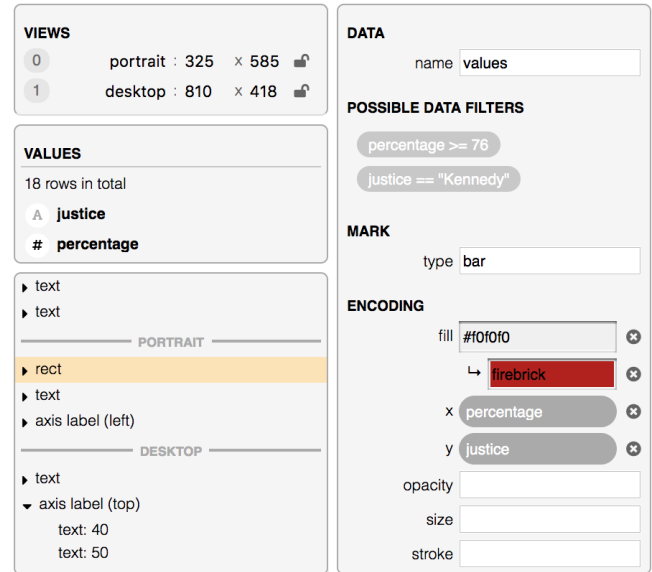 VIEWS
0 portrait : 325 x 585
1 desktop : 810 x 418
VALUES
18 rows in total
A justice
# percentage
text
text
PORTRAIT
rect
text
axis label (left)
DESKTOP
text
axis label (top)
text: 40
text: 50
DATA
name values
POSSIBLE DATA FILTERS
percentage >= 76
justice == "Kennedy"
MARK
type bar
ENCODING
fill #f0f0f0
firebrick
x percentage
y justice
opacity
size
stroke